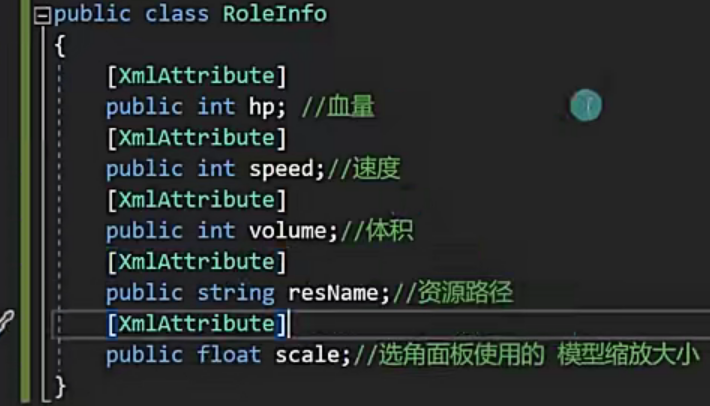 public class RoleInfo
{
[XmlAttribute]
public int hp; //血量
[XmlAttribute]
public int speed;//速度
[XmlAttribute]
public int volume;//体积
[XmlAttribute]
public string resName;//资源路径
[XmlAttribute]
public float scale;//选角面板使用的 模型缩放大小
}